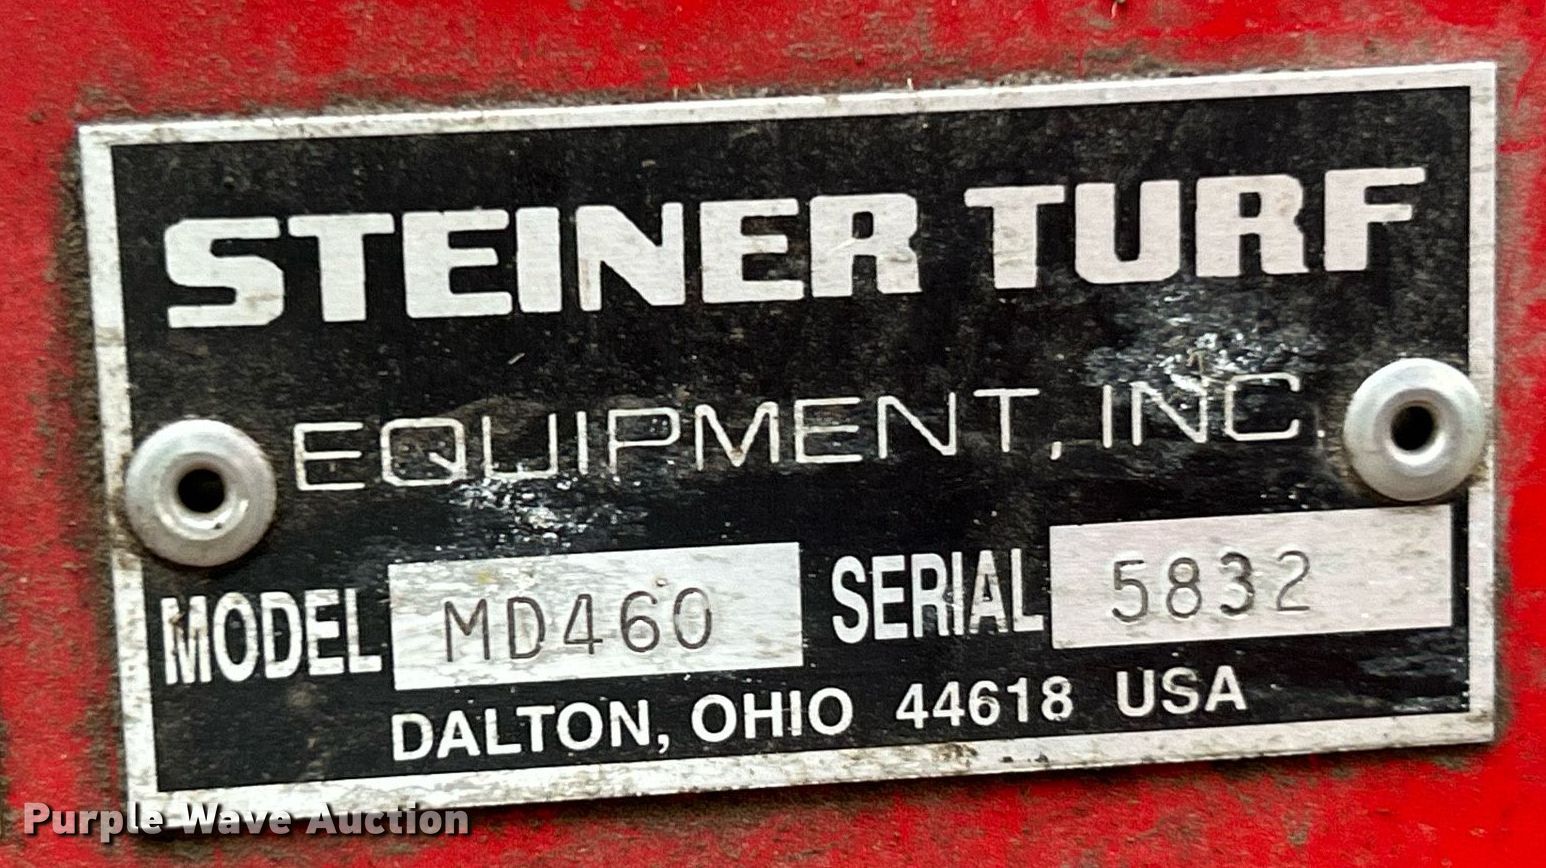 STEINER TURF
EQUIPMENT, INC.
MODEL MD460 SERIAL 5832
DALTON, OHIO 44618 USA
Purple Wave Auction